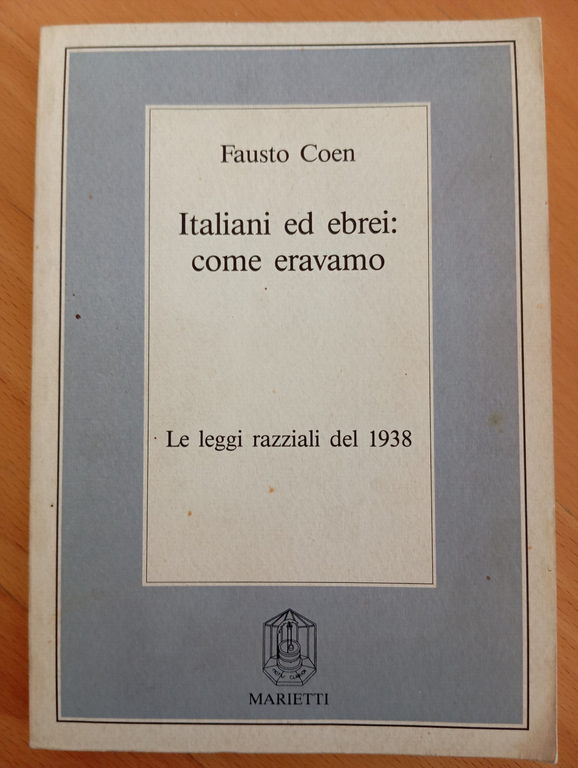 Fausto Coen
Italiani ed ebrei:
come eravamo
Le leggi razziali del 1938
MARIETTI